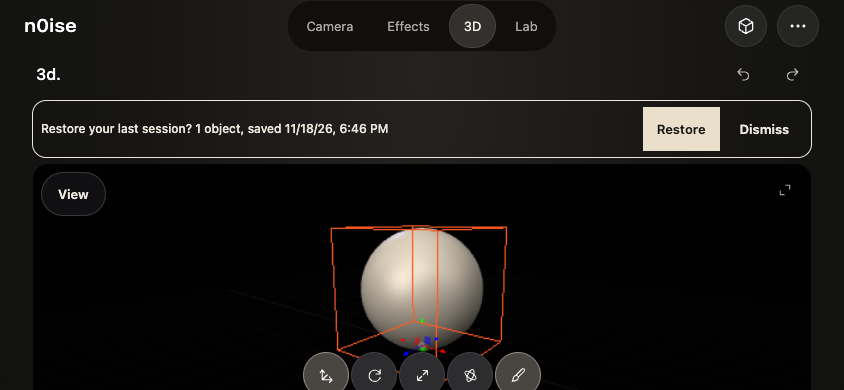 n0ise
Camera Effects 3D Lab
3d.
Restore your last session? 1 object, saved 11/18/26, 6:46 PM
Restore Dismiss
View